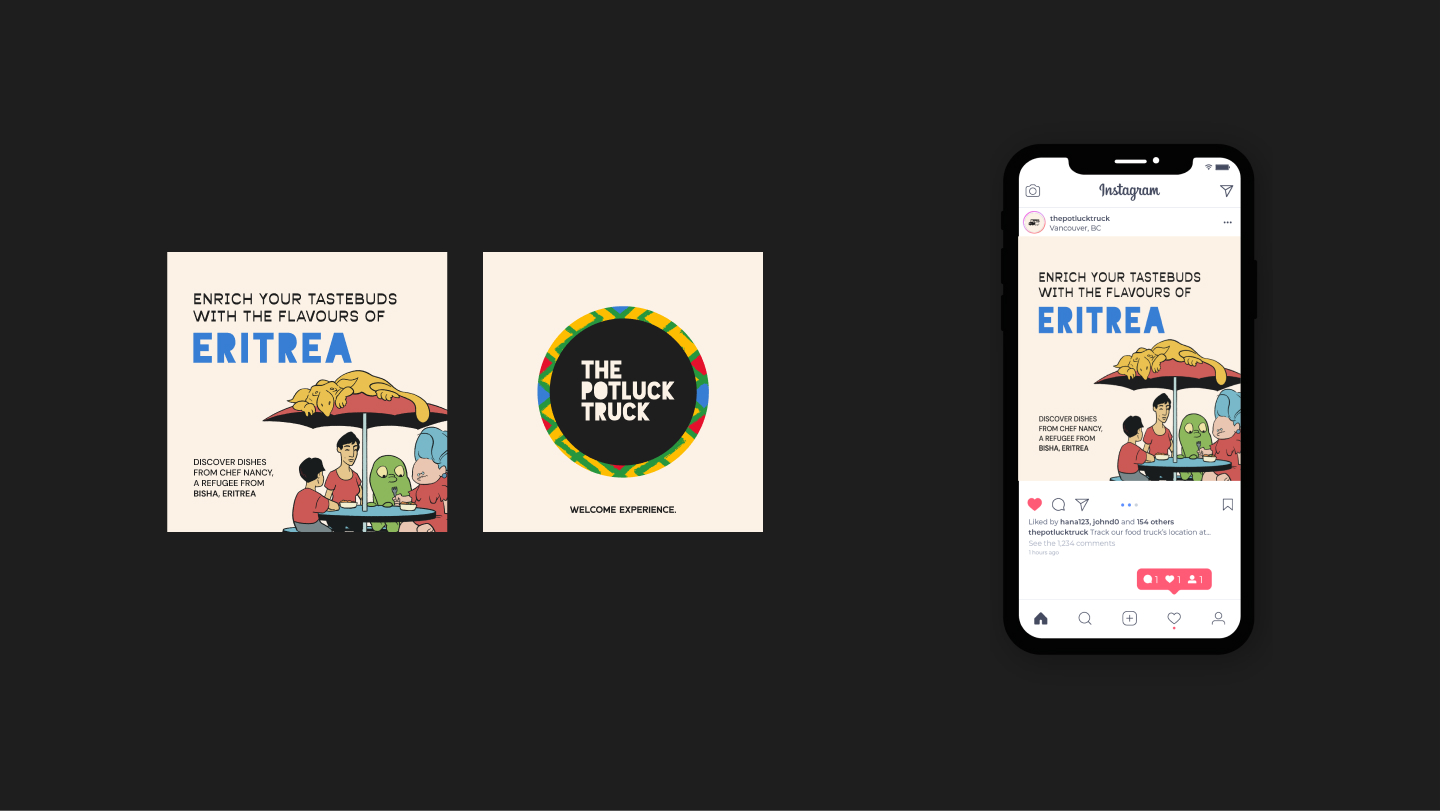 ENRICH YOUR TASTEBUDS
WITH THE FLAVOURS OF
ERITREA
DISCOVER DISHES
FROM CHEF NANCY,
A REFUGEE FROM
BISHA, ERITREA
THE
POTLUCK
TRUCK
WELCOME EXPERIENCE.
Instagram
thepotlucktruck
Vancouver, BC
ENRICH YOUR TASTEBUDS
WITH THE FLAVOURS OF
ERITREA
DISCOVER DISHES
FROM CHEF NANCY,
A REFUGEE FROM
BISHA, ERITREA
Liked by hana123, johnd0 and 154 others
thepotlucktruck Track our food truck's location at...
See the 1,234 comments
1 hours ago
1 1 1